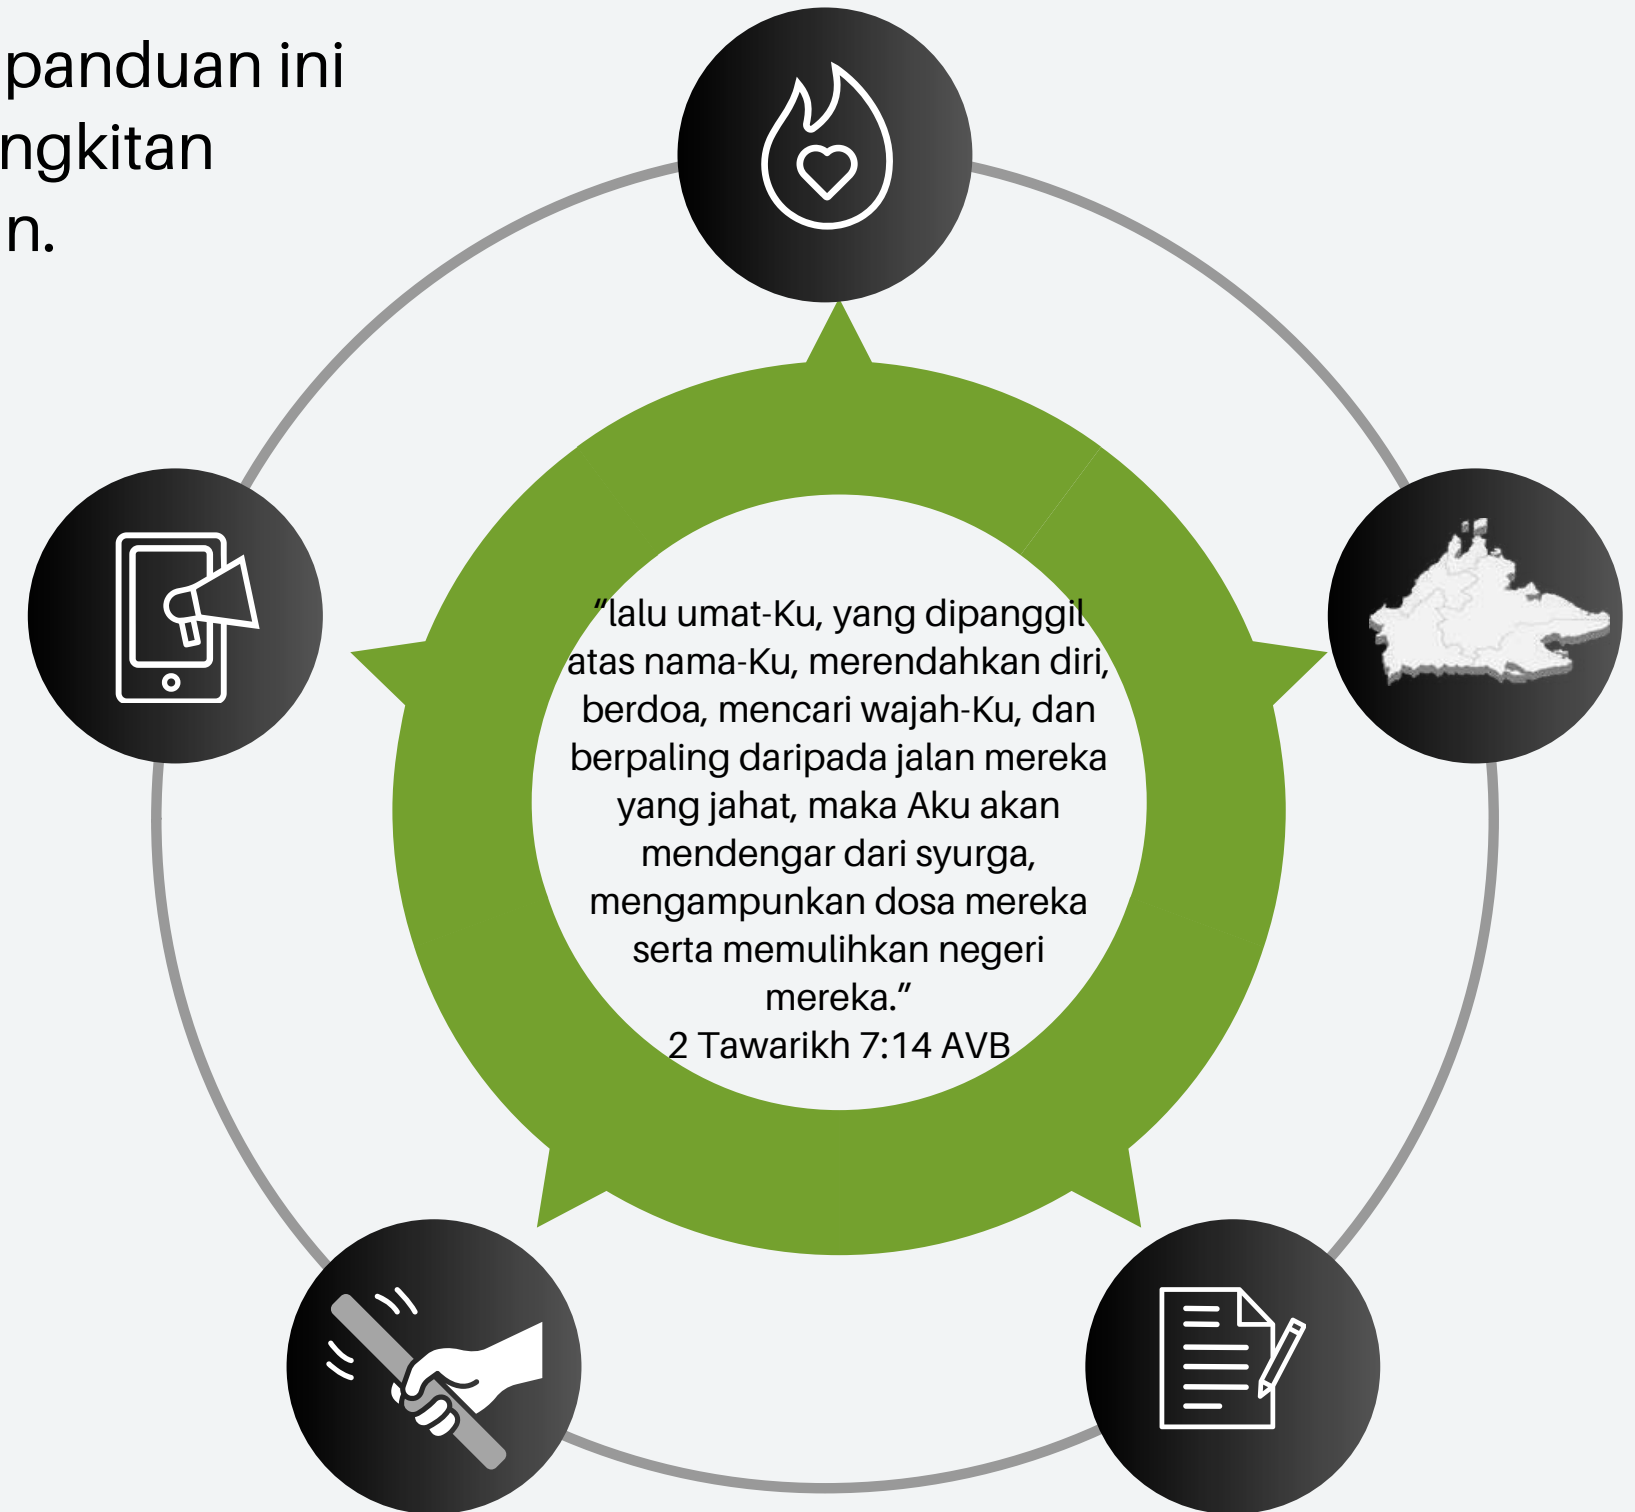 panduan ini
ngkitan
n.
“lalu umat-Ku, yang dipanggil
atas nama-Ku, merendahkan diri,
berdoa, mencari wajah-Ku, dan
berpaling daripada jalan mereka
yang jahat, maka Aku akan
mendengar dari syurga,
mengampunkan dosa mereka
serta memulihkan negeri
mereka.”
2 Tawarikh 7:14 AVB